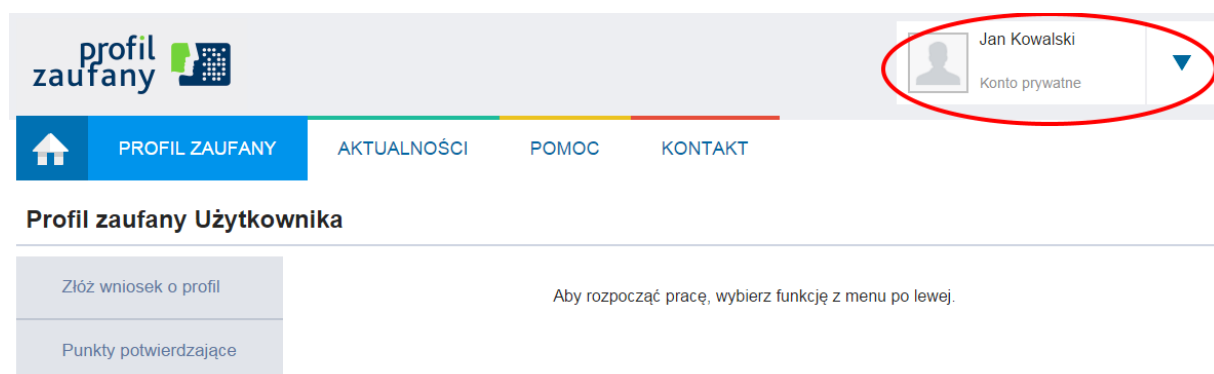 profil
zaufany
Jan Kowalski
Konto prywatne
PROFIL ZAUFANY
AKTUALNOŚCI
POMOC
KONTAKT
Profil zaufany Użytkownika
Złóż wniosek o profil
Aby rozpocząć pracę, wybierz funkcję z menu po lewej.
Punkty potwierdzające